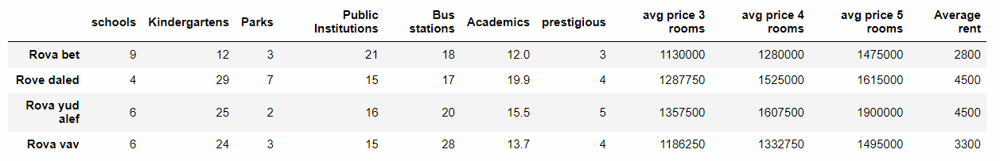 schools Kindergartens Parks Public Institutions Bus stations Academics prestigious avg price 3 rooms avg price 4 rooms avg price 5 rooms Average rent
Rova bet 9 12 3 21 18 12.0 3 1130000 1280000 1475000 2800
Rove daled 4 29 7 15 17 19.9 4 1287750 1525000 1615000 4500
Rova yud alef 6 25 2 16 20 15.5 5 1357500 1607500 1900000 4500
Rova vav 6 24 3 15 28 13.7 4 1186250 1332750 1495000 3300